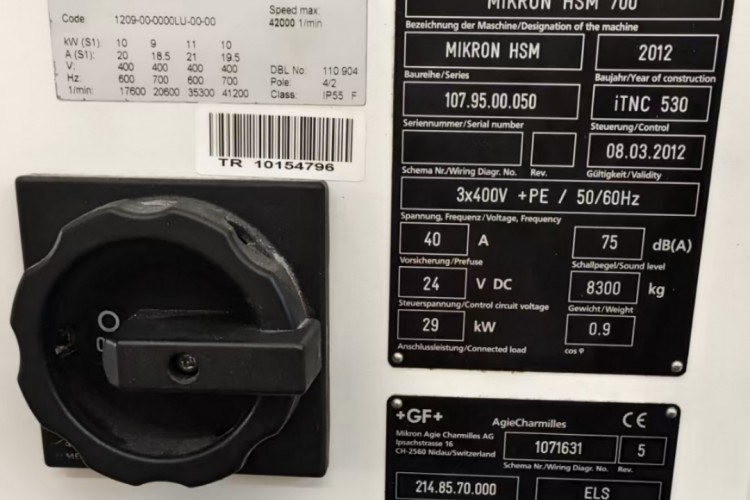 Code: 1209-00-0000LU-00-00
Speed max:
42000 1/min
kW (S1): 10 9 11 10
A (S1): 20 18.5 21 19.5
V: 400 400 400 400
Hz: 600 700 600 700
1/min: 17600 20600 35300 41200
DBL No: 110 904
Pole: 4/2
Class. IP55 F
TR 10154796
O
MIKRON HSM 700
Bezeichnung der Maschine/Designation of the machine
MIKRON HSM
2012
Baureihe/Series
Baujahr/Year of construction
107.95.00.050
iTNC 530
Seriennummer/Serial number
Steuerung/Control
08.03.2012
Schema Nr./Wiring Diagr. No.
Rev.
Gültigkeit/Validity
3x400V +PE / 50/60Hz
Spannung, Frequenz/Voltage, Frequency
40 A
75 dB(A)
Vorsicherung/Prefuse
Schallpegel/Sound level
24 V DC
8300 kg
Steuerspannung/Control circuit voltage
Gewicht/Weight
29 kW
0.9
Anschlussleistung/Connected load
cos φ
+GF+
AgieCharmilles
CE
Mikron Agie Charmilles AG
Ipsachstrasse 16
CH-2560 Nidau/Switzerland
1071631
5
Schema Nr./Wiring Diagr. No.
Rev.
214.85.70.000
ELS